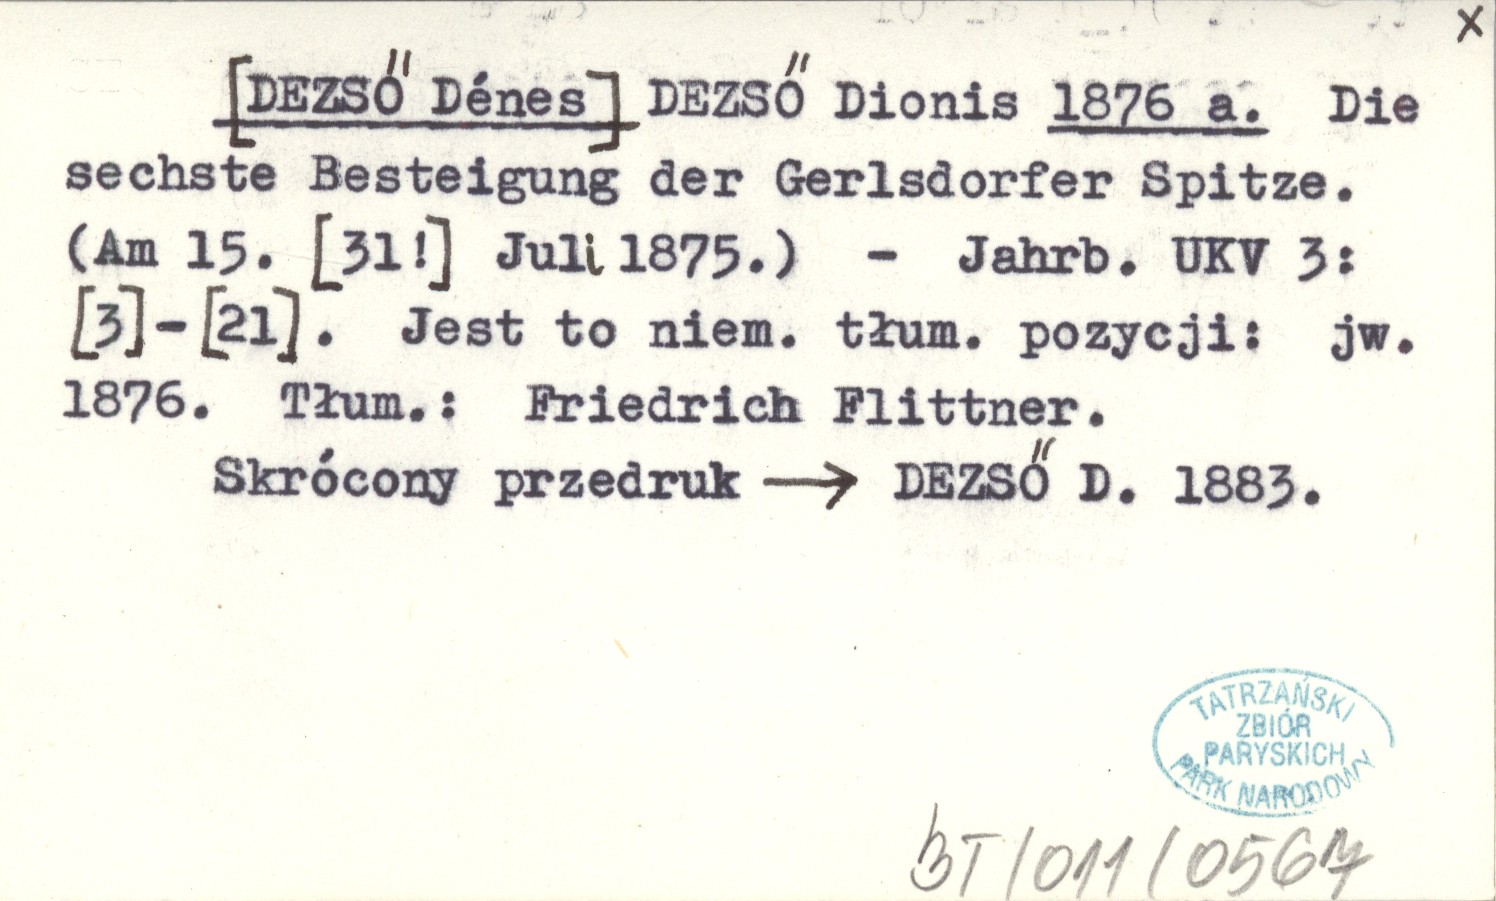 x
[DEZSŐ Dénes] DEZSŐ Dionis 1876 a. Die
sechste Besteigung der Gerlsdorfer Spitze.
(Am 15. [31!] Juli 1875.) - Jahrb. UKV 3:
[3]-[21]. Jest to niem. tłum. pozycji: jw.
1876. Tłum.: Friedrich Flittner.
Skrócony przedruk → DEZSŐ D. 1883.
TATRZAŃSKI
ZBIÓR
PARYSKICH
PARK NARODOWY
BT/011/0567